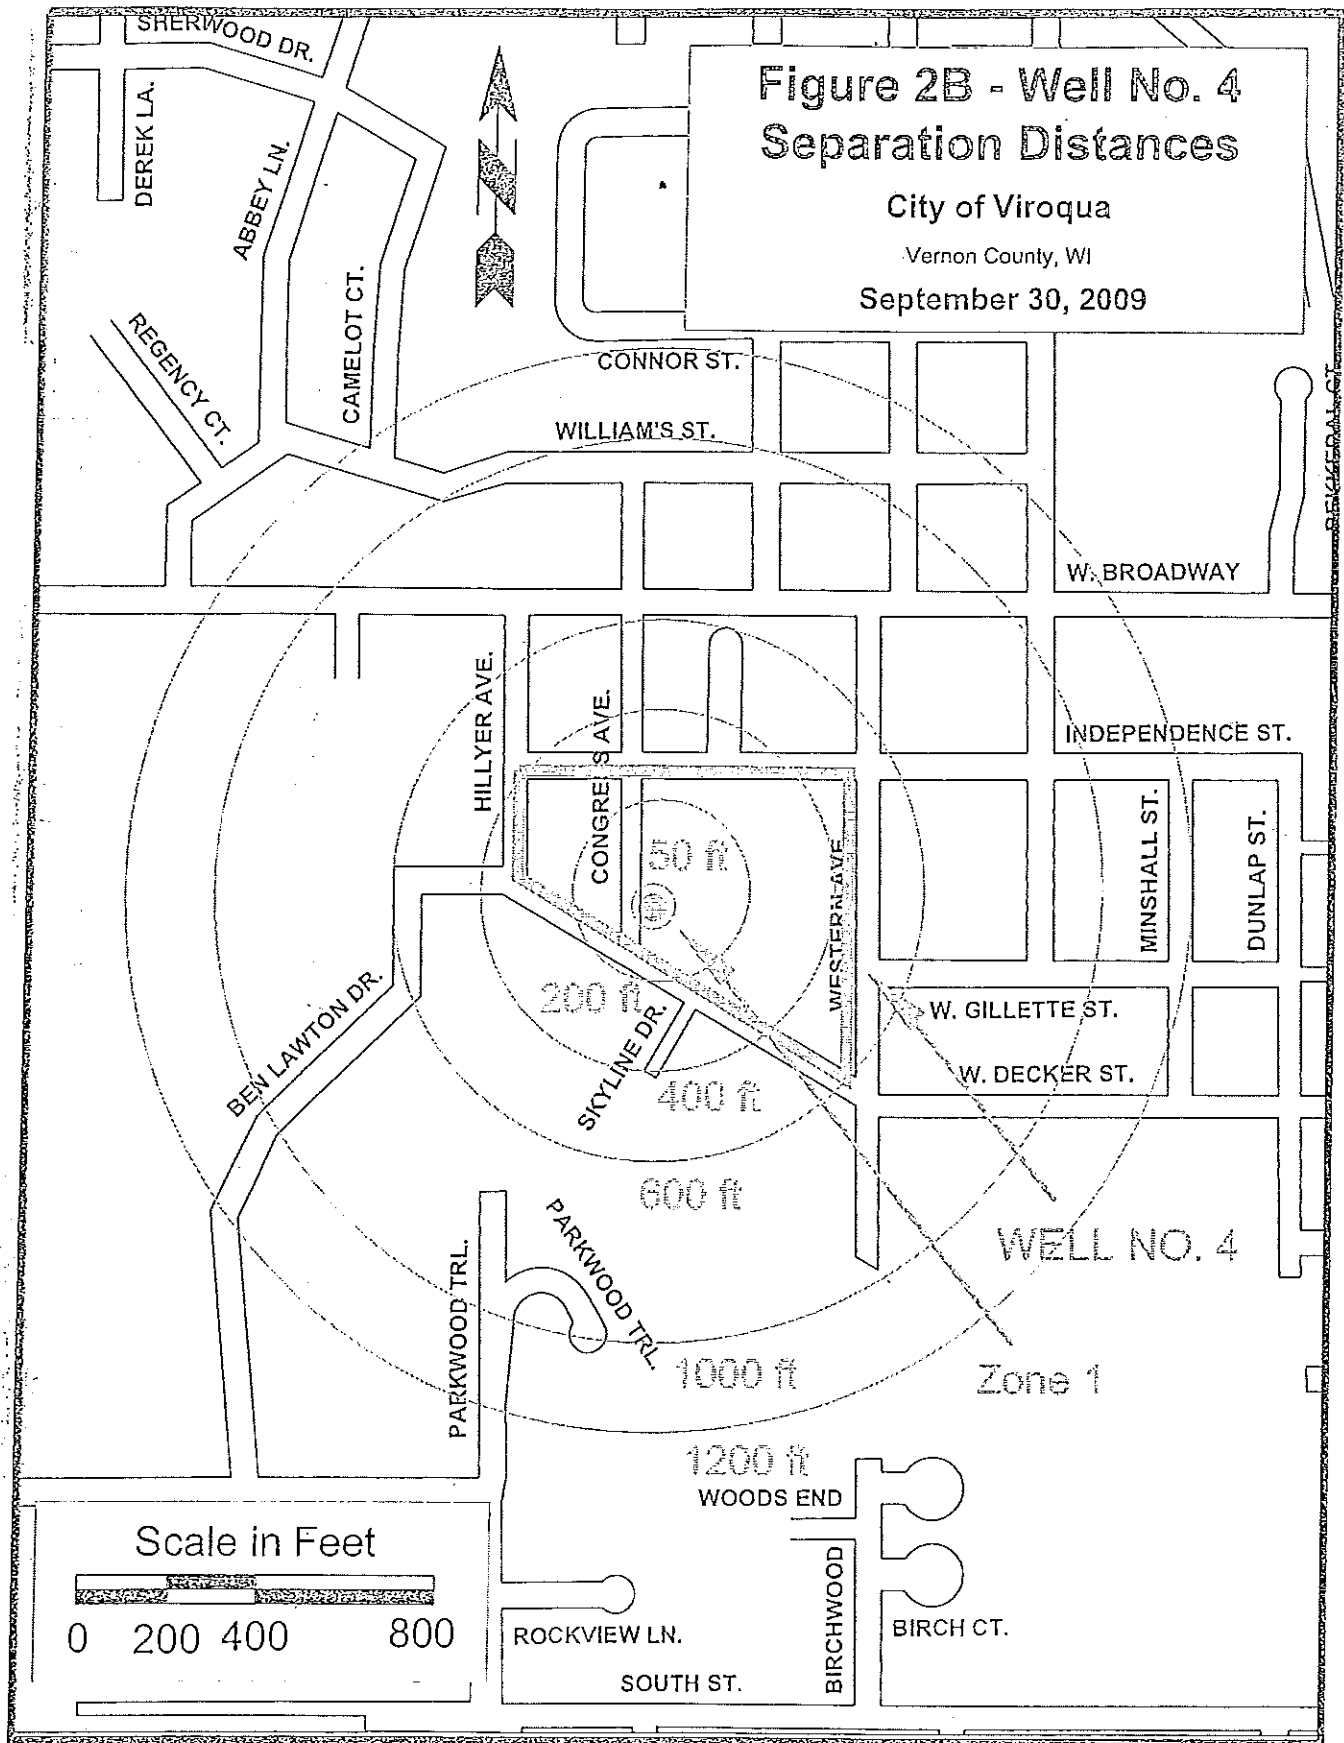 SHERWOOD DR.
DEREK LA.
ABBEY LN.
CAMELOT CT.
REGENCY CT.
Figure 2B - Well No. 4
Separation Distances
City of Viroqua
Vernon County, WI
September 30, 2009
CONNOR ST.
WILLIAM'S ST.
W. BROADWAY
HILLYER AVE.
CONGRESS AVE.
INDEPENDENCE ST.
50 ft
WESTERN AVE
MINSHALL ST.
DUNLAP ST.
BEN LAWTON DR.
200 ft
SKYLINE DR.
W. GILLETTE ST.
W. DECKER ST.
400 ft
600 ft
PARKWOOD TRL.
PARKWOOD TRL.
WELL NO. 4
1000 ft
Zone 1
1200 ft
WOODS END
Scale in Feet
0 200 400 800
ROCKVIEW LN.
BIRCHWOOD
BIRCH CT.
SOUTH ST.